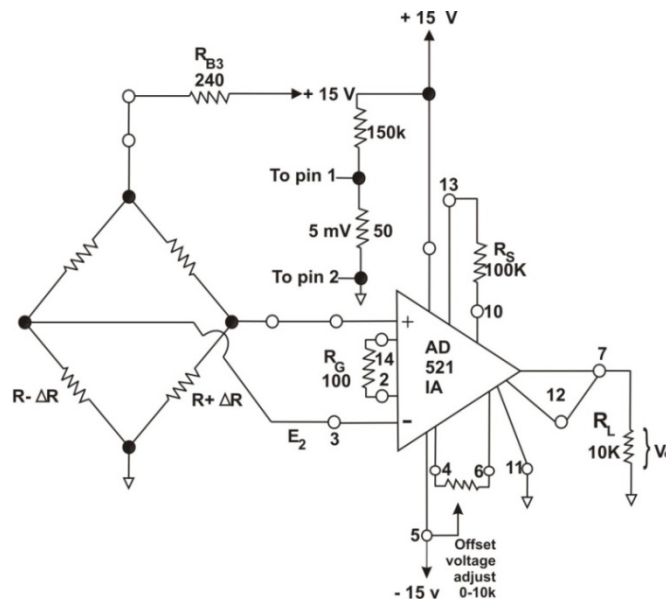 + 15 V
R B3
240
+ 15 V
150k
To pin 1
13
5 mV
50
R S
100K
To pin 2
10
+
R G
100
14
2
AD
521
IA
7
12
R- ΔR
R+ ΔR
E2
3
-
R L
10K
4
6
11
5
Offset
voltage
adjust
0-10k
- 15 v